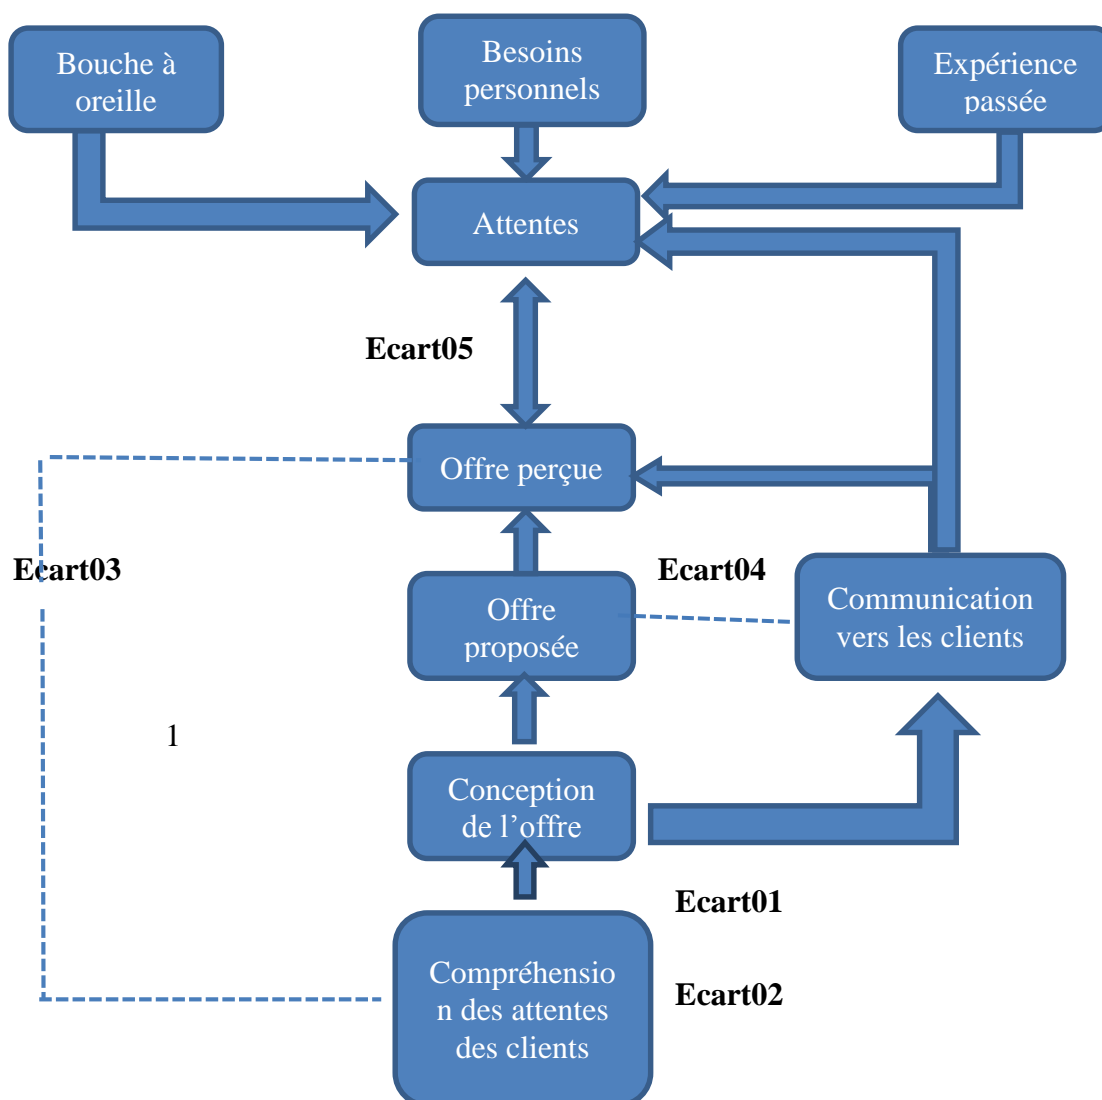 Bouche à
oreille
Besoins
personnels
Expérience
passée
Attentes
Ecart05
Offre perçue
Ecart03
Ecart04
Offre
proposée
Communication
vers les clients
1
Conception
de l’offre
Ecart01
Compréhensio
n des attentes
des clients
Ecart02